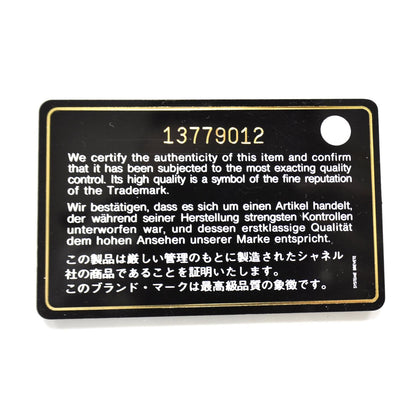 13779012
We certify the authenticity of this item and confirm
that it has been subjected to the most exacting quality
control. Its high quality is a symbol of the fine reputation
of the Trademark.
Wir bestätigen, dass es sich um einen Artikel handelt,
der während seiner Herstellung strengsten Kontrollen
unterworfen war, und dessen erstklassige Qualität
dem hohen Ansehen unserer Marke entspricht.
この製品は厳しい管理のもとに製造されたシャネル
社の商品であることを証明いたします。
このブランド・マークは最高級品質の象徴です。